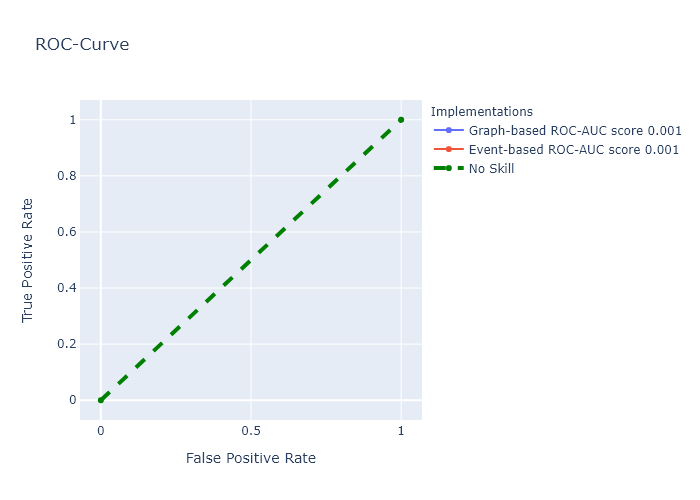 ROC-Curve
Implementations
Graph-based ROC-AUC score 0.001
Event-based ROC-AUC score 0.001
No Skill
True Positive Rate
1
0.8
0.6
0.4
0.2
0
0
0.5
1
False Positive Rate